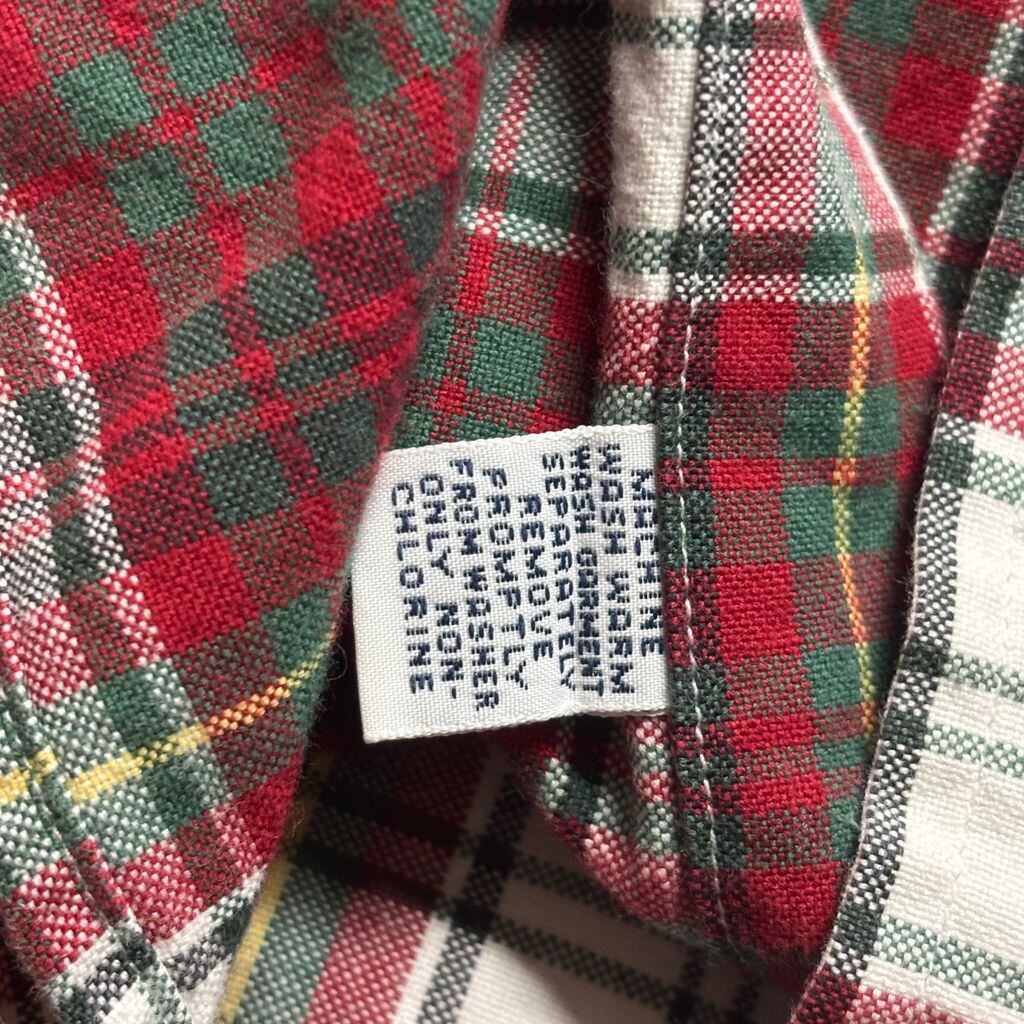 MACHINE
WASH WARM
WASH GARMENT
SEPARATELY
REMOVE
PROMPTLY
FROM WASHER
ONLY NON-
CHLORINE